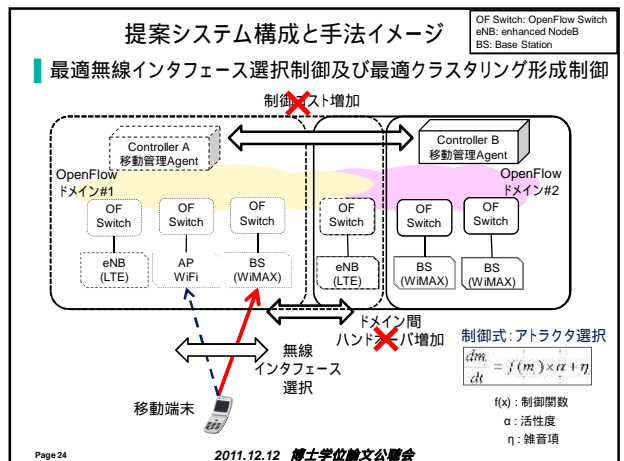 提案システム構成と手法イメージ
OF Switch: OpenFlow Switch
eNB: enhanced NodeB
BS: Base Station
最適無線インタフェース選択制御及び最適クラスタリング形成制御
制御コスト増加
Controller A
移動管理Agent
Controller B
移動管理Agent
OpenFlow
ドメイン#1
OpenFlow
ドメイン#2
OF
Switch
OF
Switch
OF
Switch
OF
Switch
OF
Switch
OF
Switch
eNB
(LTE)
AP
WiFi
BS
(WiMAX)
eNB
(LTE)
BS
(WiMAX)
BS
(WiMAX)
ドメイン間
ハンドオーバ増加
無線
インタフェース
選択
移動端末
制御式:アトラクタ選択
dm/dt = f(m)×α+η
f(x) : 制御関数
α : 活性度
η : 雑音項
Page 24
2011.12.12 博士学位論文公聴会